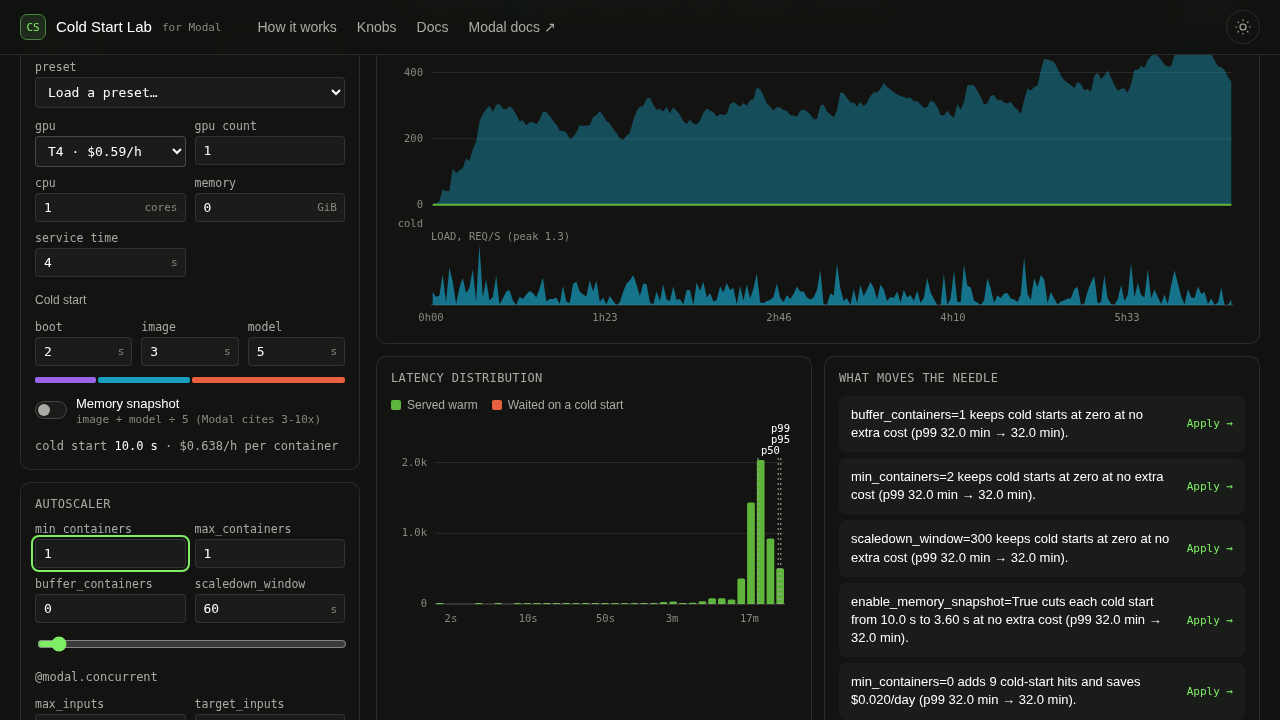 CS Cold Start Lab for Modal How it works Knobs Docs Modal docs ↗
preset
Load a preset…
gpu gpu count
T4 · $0.59/h 1
cpu memory
1 cores 0 GiB
service time
4 s
Cold start
boot image model
2 s 3 s 5 s
Memory snapshot
image + model ÷ 5 (Modal cites 3-10x)
cold start 10.0 s · $0.638/h per container
AUTOSCALER
min_containers max_containers
1 1
buffer_containers scaledown_window
0 60 s
@modal.concurrent
max_inputs target_inputs
400
200
0
cold
LOAD, REQ/S (peak 1.3)
0h00 1h23 2h46 4h10 5h33
LATENCY DISTRIBUTION
Served warm Waited on a cold start
p99
p95
p50
2.0k
1.0k
0
2s 10s 50s 3m 17m
WHAT MOVES THE NEEDLE
buffer_containers=1 keeps cold starts at zero at no
extra cost (p99 32.0 min → 32.0 min).
Apply →
min_containers=2 keeps cold starts at zero at no extra
cost (p99 32.0 min → 32.0 min).
Apply →
scaledown_window=300 keeps cold starts at zero at no
extra cost (p99 32.0 min → 32.0 min).
Apply →
enable_memory_snapshot=True cuts each cold start
from 10.0 s to 3.60 s at no extra cost (p99 32.0 min →
32.0 min).
Apply →
min_containers=0 adds 9 cold-start hits and saves
$0.020/day (p99 32.0 min → 32.0 min).
Apply →